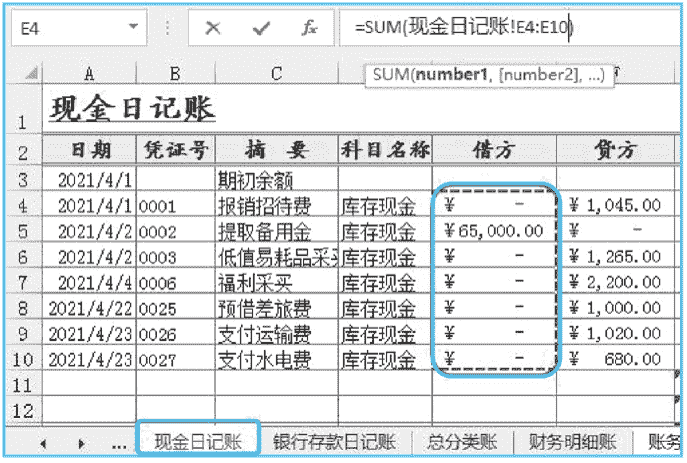 E4 fx =SUM(现金日记账!E4:E10)
SUM(number1, [number2], ...)
A B C F
1 现金日记账
2 日期 凭证号 摘 要 科目名称 借方 贷方
3 2021/4/1 期初余额
4 2021/4/1 0001 报销招待费 库存现金 ¥ - ¥ 1,045.00
5 2021/4/2 0002 提取备用金 库存现金 ¥65,000.00 ¥ -
6 2021/4/2 0003 低值易耗品采买 库存现金 ¥ - ¥ 1,265.00
7 2021/4/4 0006 福利采买 库存现金 ¥ - ¥ 2,200.00
8 2021/4/22 0025 预借差旅费 库存现金 ¥ - ¥ 1,000.00
9 2021/4/23 0026 支付运输费 库存现金 ¥ - ¥ 1,020.00
10 2021/4/23 0027 支付水电费 库存现金 ¥ - ¥ 680.00
11
12
... 现金日记账 银行存款日记账 总分类账 财务明细账 账务